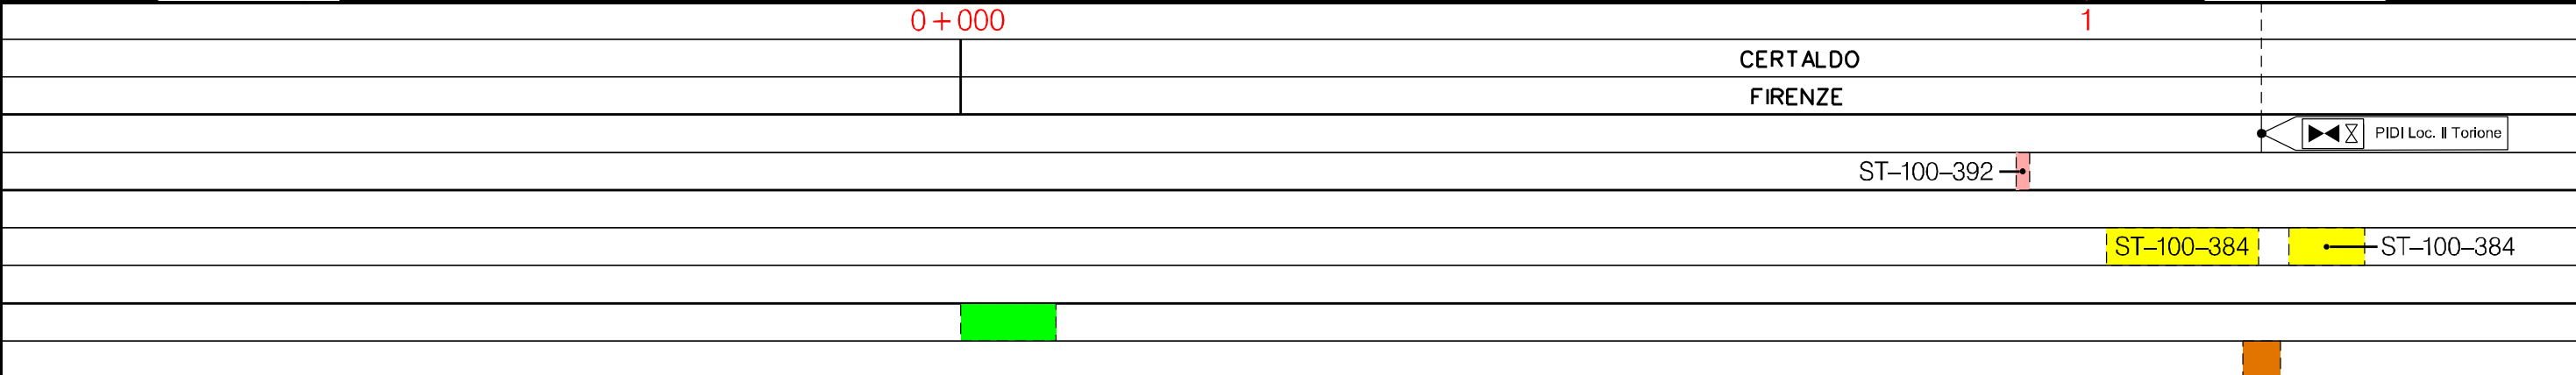 0+000 1
CERTALDO
FIRENZE
PIDI Loc. Il Torione
ST-100-392
ST-100-384 ST-100-384